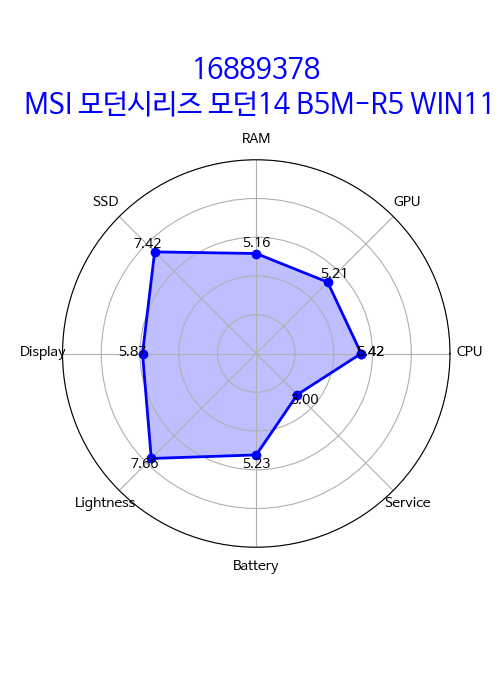 16889378
MSI 모던시리즈 모던14 B5M-R5 WIN11
RAM
SSD
GPU
7.42
5.16
5.21
Display
5.87
5.42
CPU
3.00
7.66
5.23
Lightness
Service
Battery